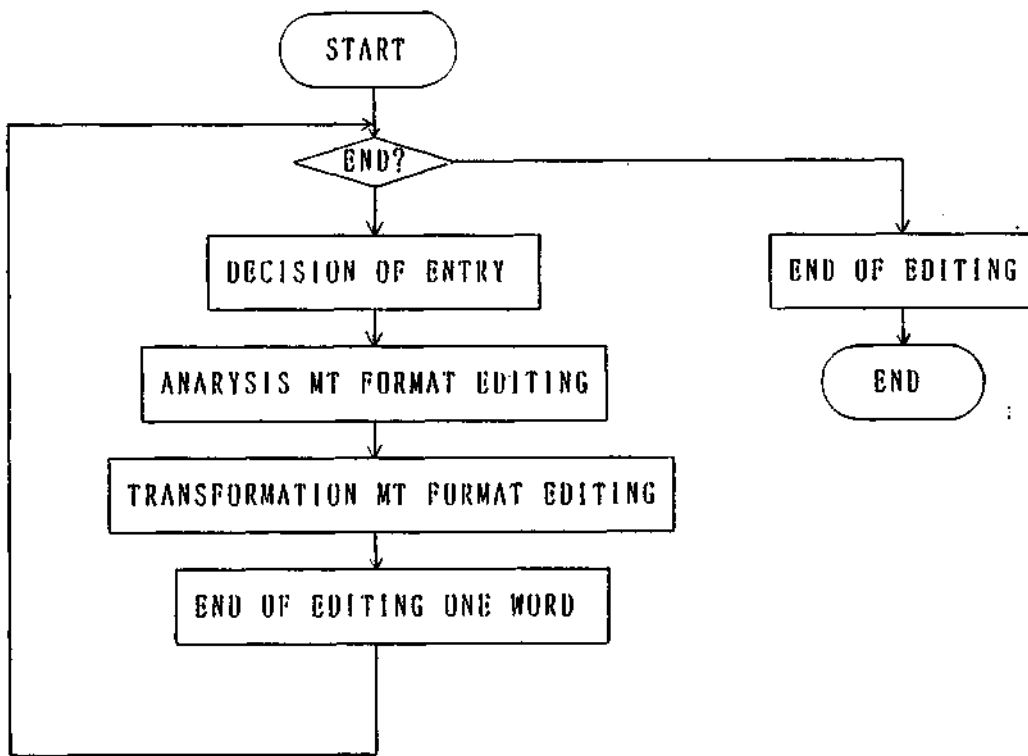 START
END?
DECISION OF ENTRY
END OF EDITING
ANARYSIS MT FORMAT EDITING
END
TRANSFORMATION MT FORMAT EDITING
END OF EDITING ONE WORD